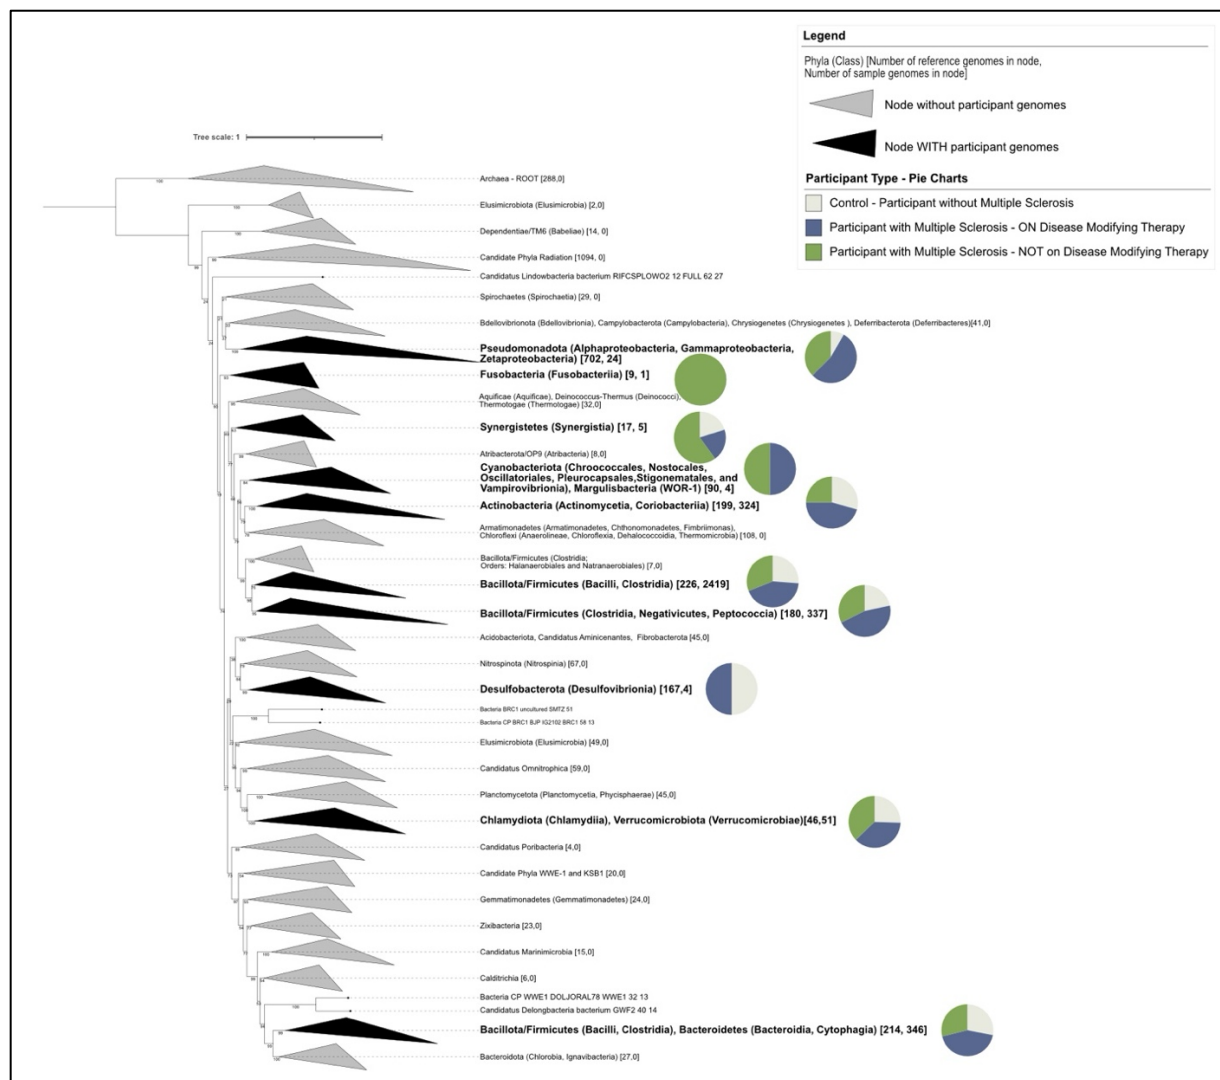 Legend
Phyla (Class) [Number of reference genomes in node,
Number of sample genomes in node]
Node without participant genomes
Node WITH participant genomes
Participant Type - Pie Charts
Control - Participant without Multiple Sclerosis
Participant with Multiple Sclerosis - ON Disease Modifying Therapy
Participant with Multiple Sclerosis - NOT on Disease Modifying Therapy
Tree scale: 1
Archaea - ROOT [288,0]
Elusimicrobiota (Elusimicrobia) [2,0]
Dependentiae/TM6 (Babeliae) [14, 0]
Candidate Phyla Radiation [1094, 0]
Candidatus Lindowbacteria bacterium RIFCSPLOWO2 12 FULL 62 27
Spirochaetes (Spirochaetia) [29, 0]
Bdellovibrionota (Bdellovibrionia), Campylobacterota (Campylobacteria), Chrysiogenetes (Chrysiogenetes ), Deferribacterota (Deferribacteres)[41,0]
Pseudomonadota (Alphaproteobacteria, Gammaproteobacteria,
Zetaproteobacteria) [702, 24]
Fusobacteria (Fusobacteriia) [9, 1]
Aquificae (Aquificae), Deinococcus-Thermus (Deinococci),
Thermotogae (Thermotogae) [32,0]
Synergistetes (Synergistia) [17, 5]
Atribacterota/OP9 (Atribacteria) [8,0]
Cyanobacteriota (Chroococcales, Nostocales,
Oscillatoriales, Pleurocapsales,Stigonematales, and
Vampirovibrionia), Margulisbacteria (WOR-1) [90, 4]
Actinobacteria (Actinomycetia, Coriobacteriia) [199, 324]
Armatimonadetes (Armatimonadetes, Chthonomonadetes, Fimbriimonas),
Chloroflexi (Anaerolineae, Chloroflexia, Dehalococcoidia, Thermomicrobia) [108, 0]
Bacillota/Firmicutes (Clostridia;
Orders: Halanaerobiales and Natranaerobiales) [7,0]
Bacillota/Firmicutes (Bacilli, Clostridia) [226, 2419]
Bacillota/Firmicutes (Clostridia, Negativicutes, Peptococcia) [180, 337]
Acidobacteriota, Candidatus Aminicenantes, Fibrobacterota [45,0]
Nitrospinota (Nitrospinia) [67,0]
Desulfobacterota (Desulfovibrionia) [167,4]
Bacteria BRC1 uncultured SMTZ 51
Bacteria CP BRC1 BJP IG2102 BRC1 58 13
Elusimicrobiota (Elusimicrobia) [49,0]
Candidatus Omnitrophica [59,0]
Planctomycetota (Planctomycetia, Phycisphaerae) [45,0]
Chlamydiota (Chlamydiia), Verrucomicrobiota (Verrucomicrobiae)[46,51]
Candidatus Poribacteria [4,0]
Candidate Phyla WWE-1 and KSB1 [20,0]
Gemmatimonadetes (Gemmatimonadetes) [24,0]
Zixibacteria [23,0]
Candidatus Marinimicrobia [15,0]
Calditrichia [6,0]
Bacteria CP WWE1 DOLJORAL78 WWE1 32 13
Candidatus Delongbacteria bacterium GWF2 40 14
Bacillota/Firmicutes (Bacilli, Clostridia), Bacteroidetes (Bacteroidia, Cytophagia) [214, 346]
Bacteroidota (Chlorobia, Ignavibacteria) [27,0]